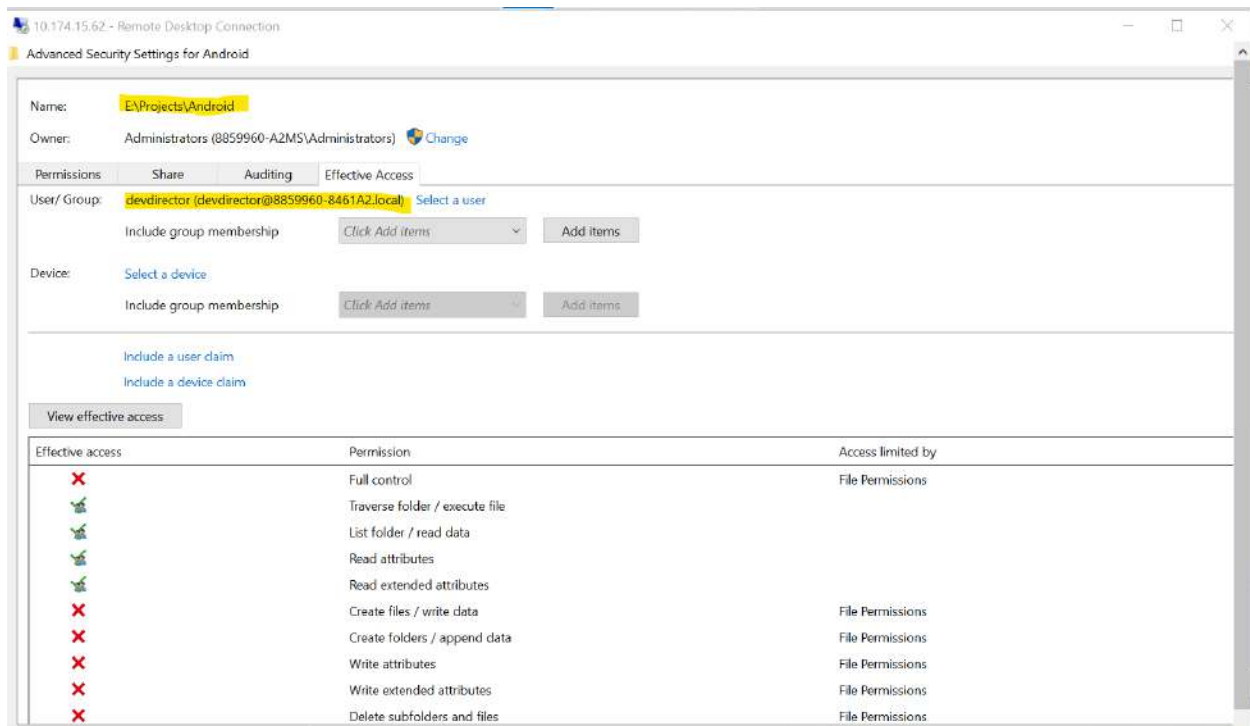 10.174.15.62 - Remote Desktop Connection
Advanced Security Settings for Android
Name: E:\Projects\Android
Owner: Administrators (8859960-A2MS\Administrators) Change
Permissions Share Auditing Effective Access
User/ Group: devdirector (devdirector@8859960-8461A2.local) Select a user
Include group membership Click Add items Add items
Device: Select a device
Include group membership Click Add items Add items
Include a user claim
Include a device claim
View effective access
Effective access Permission Access limited by
Full control File Permissions
Traverse folder / execute file
List folder / read data
Read attributes
Read extended attributes
Create files / write data File Permissions
Create folders / append data File Permissions
Write attributes File Permissions
Write extended attributes File Permissions
Delete subfolders and files File Permissions